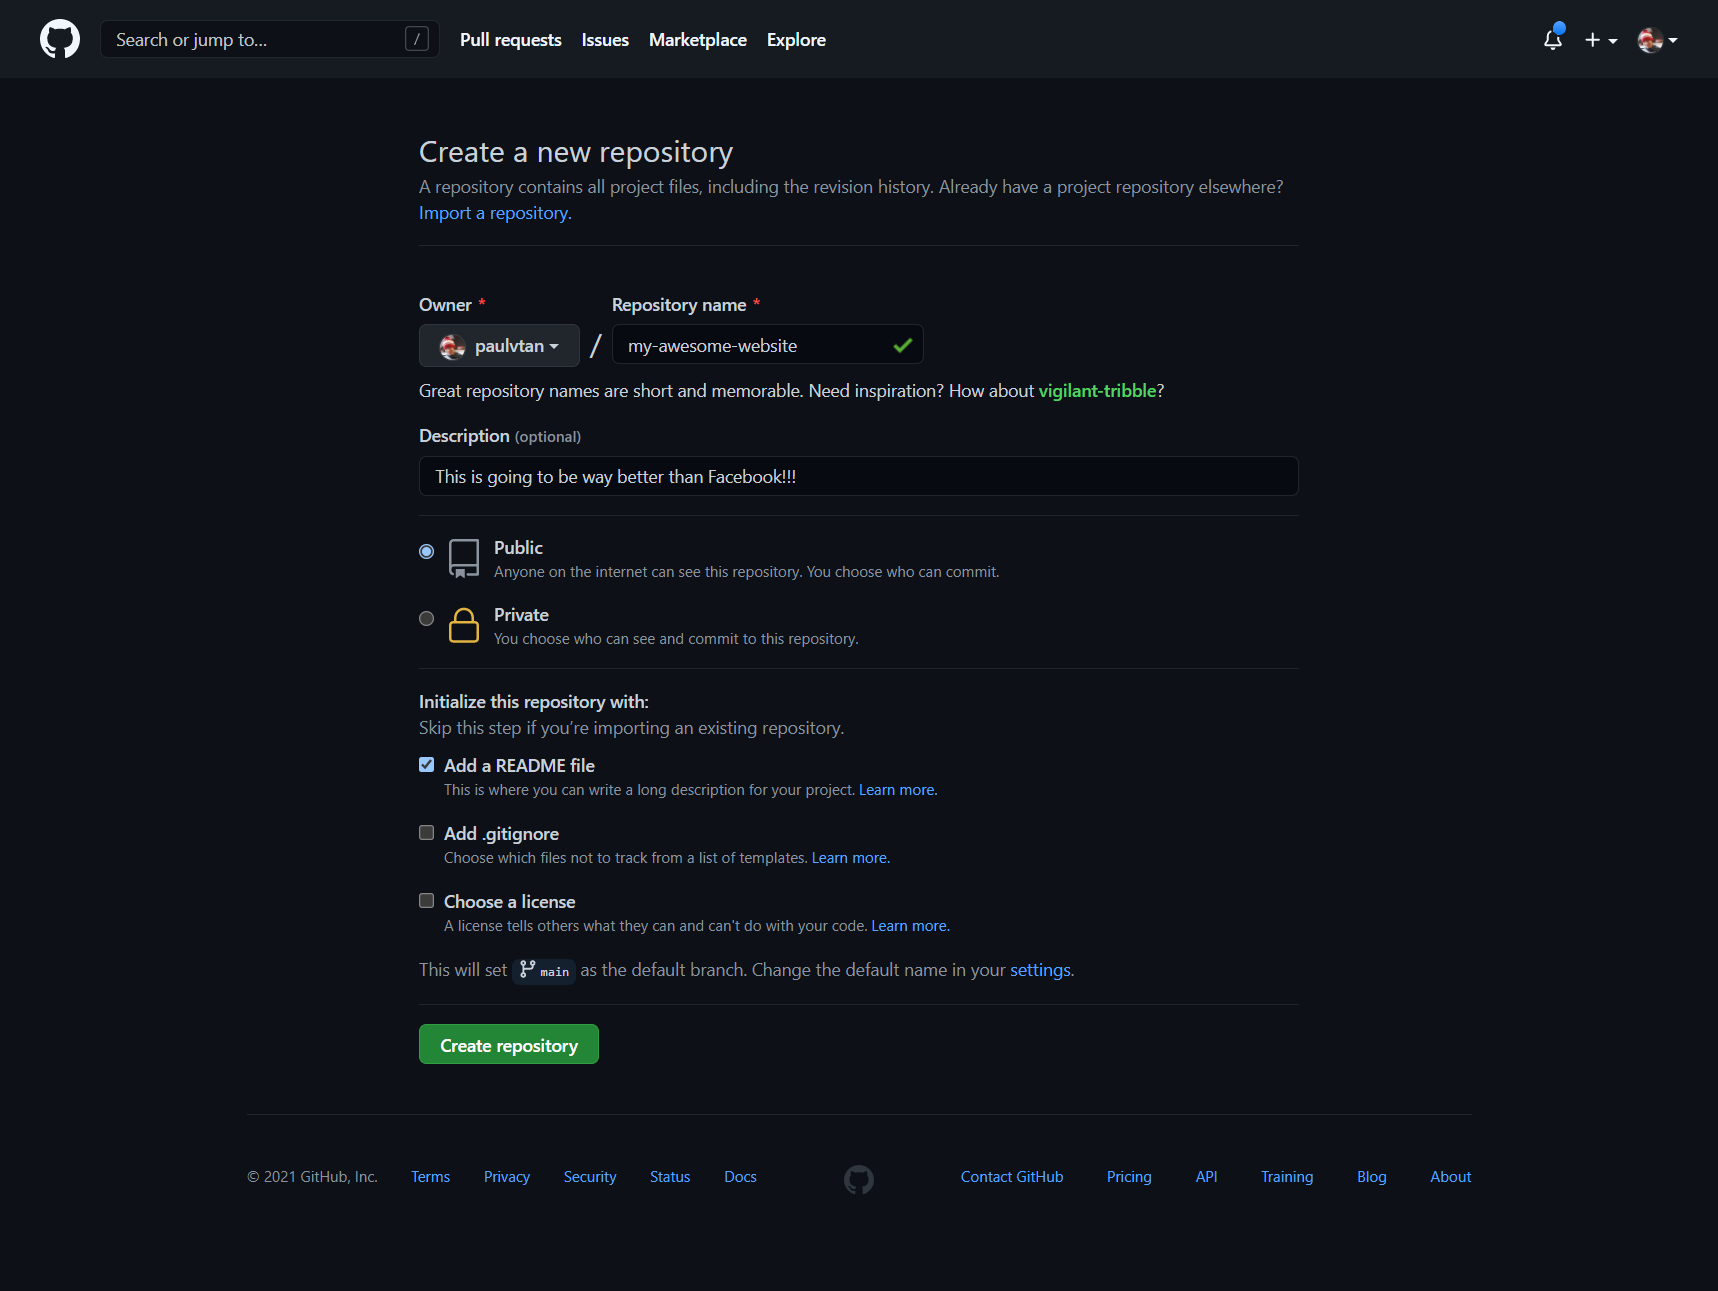 Search or jump to... /
Pull requests Issues Marketplace Explore
Create a new repository
A repository contains all project files, including the revision history. Already have a project repository elsewhere?
Import a repository.
Owner * Repository name *
paulvtan / my-awesome-website
Great repository names are short and memorable. Need inspiration? How about vigilant-tribble?
Description (optional)
This is going to be way better than Facebook!!!
Public
Anyone on the internet can see this repository. You choose who can commit.
Private
You choose who can see and commit to this repository.
Initialize this repository with:
Skip this step if you’re importing an existing repository.
Add a README file
This is where you can write a long description for your project. Learn more.
Add .gitignore
Choose which files not to track from a list of templates. Learn more.
Choose a license
A license tells others what they can and can't do with your code. Learn more.
This will set main as the default branch. Change the default name in your settings.
Create repository
© 2021 GitHub, Inc. Terms Privacy Security Status Docs Contact GitHub Pricing API Training Blog About